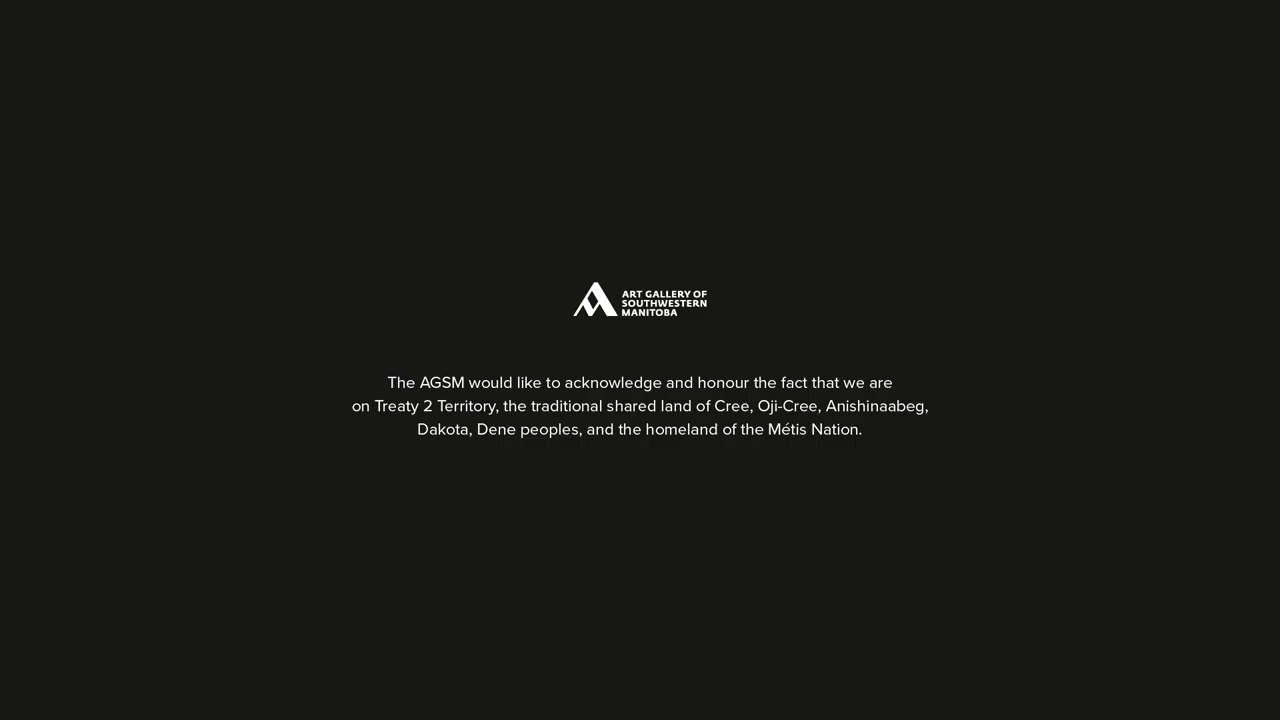 ART GALLERY OF
SOUTHWESTERN
MANITOBA
The AGSM would like to acknowledge and honour the fact that we are
on Treaty 2 Territory, the traditional shared land of Cree, Oji-Cree, Anishinaabeg,
Dakota, Dene peoples, and the homeland of the Métis Nation.